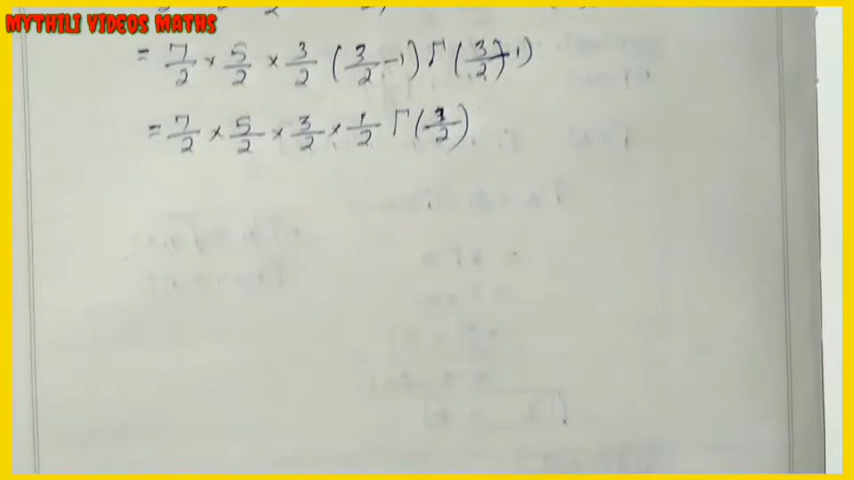 MYTHILI VIDEOS MATHS
= 7/2 × 5/2 × 3/2 (3/2 - 1) Γ(3/2 - 1)
= 7/2 × 5/2 × 3/2 × 1/2 Γ(1/2)